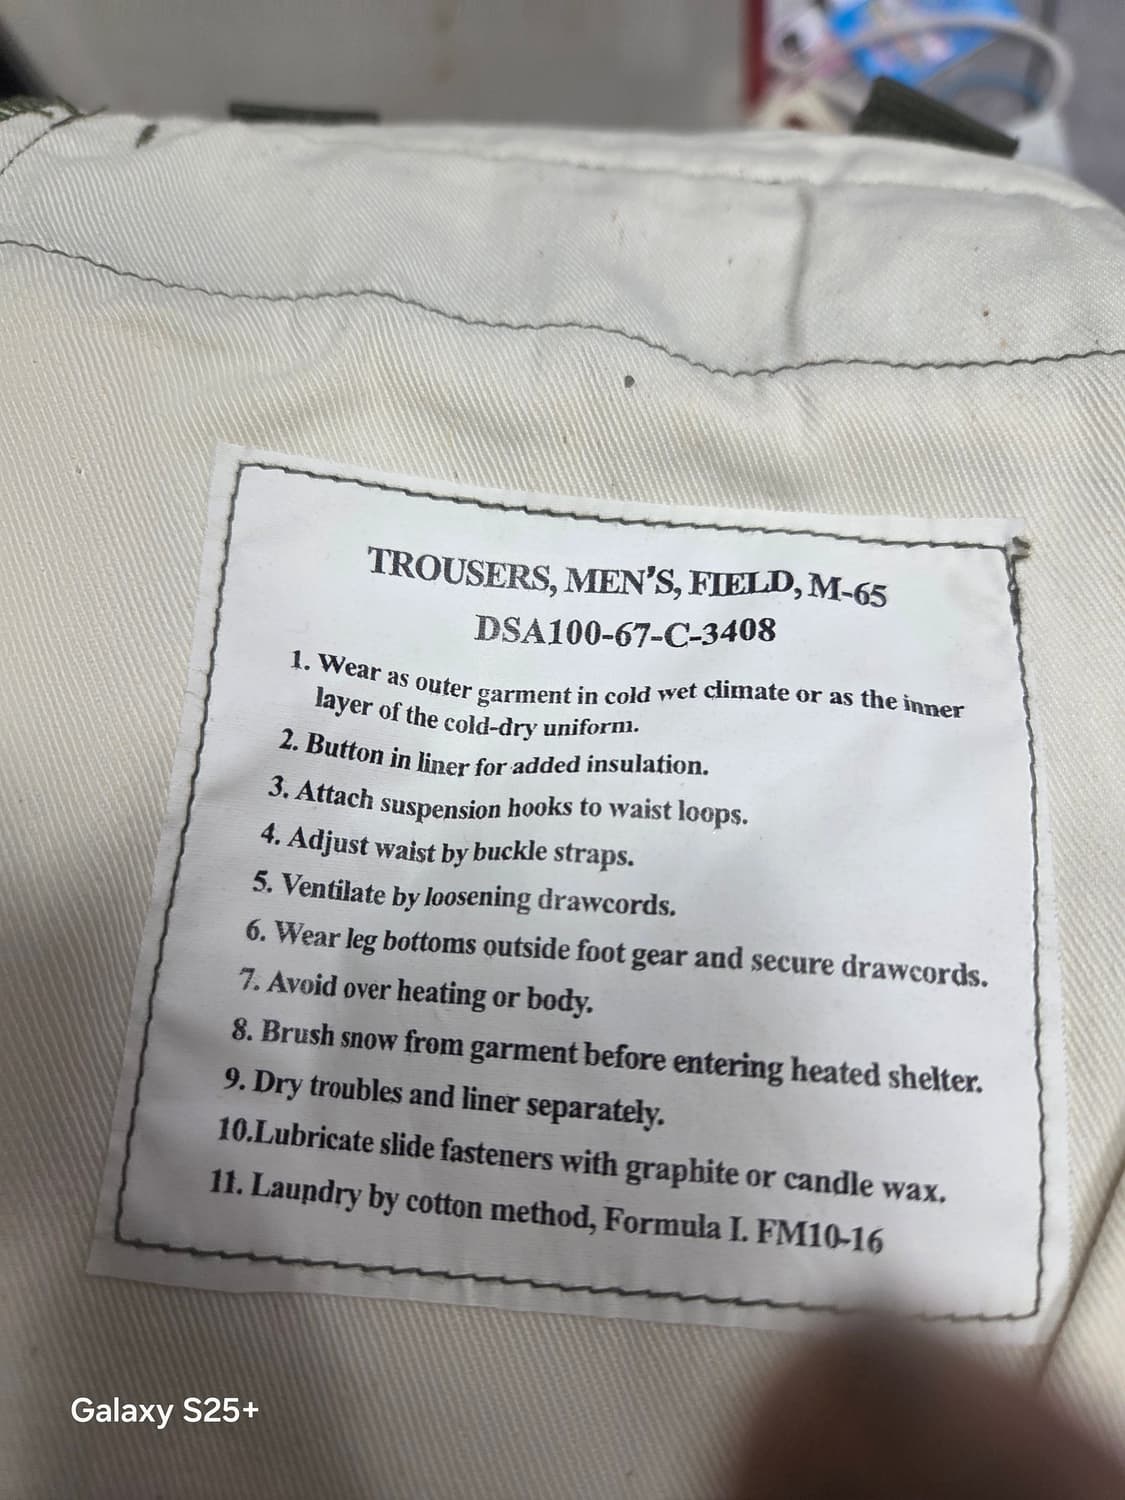 TROUSERS, MEN'S, FIELD, M-65
DSA100-67-C-3408
1. Wear as outer garment in cold wet climate or as the inner
layer of the cold-dry uniform.
2. Button in liner for added insulation.
3. Attach suspension hooks to waist loops.
4. Adjust waist by buckle straps.
5. Ventilate by loosening drawcords.
6. Wear leg bottoms outside foot gear and secure drawcords.
7. Avoid over heating or body.
8. Brush snow from garment before entering heated shelter.
9. Dry troubles and liner separately.
10.Lubricate slide fasteners with graphite or candle wax.
11. Laundry by cotton method, Formula I. FM10-16
Galaxy S25+